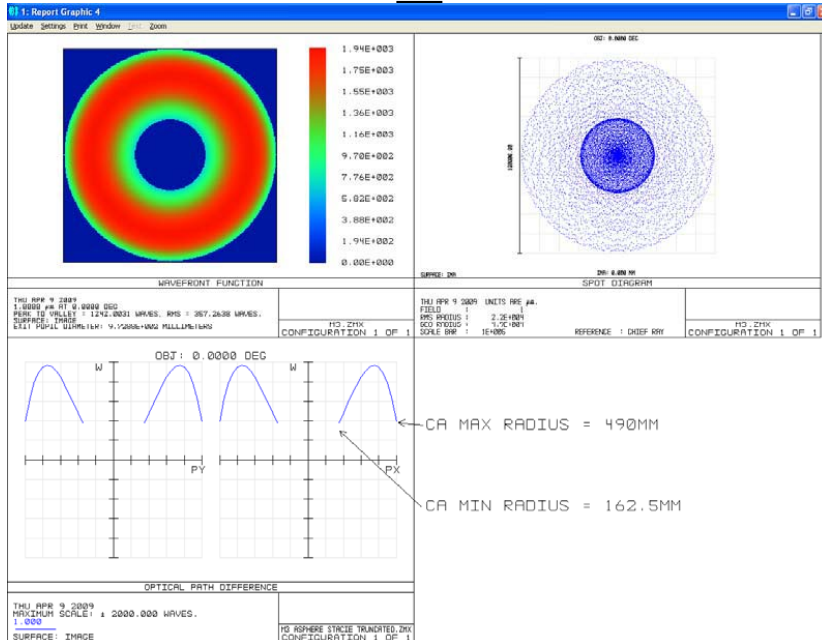 1: Report Graphic 4
Update Settings Print Window Text Zoom
1.94E+003
1.75E+003
1.55E+003
1.36E+003
1.16E+003
9.70E+002
7.76E+002
5.82E+002
3.88E+002
1.94E+002
0.00E+000
WAVEFRONT FUNCTION
THU APR 9 2009
1.0000 µm AT 0.0000 DEG
PEAK TO VALLEY : 1242.0031 WAVES, RMS : 357.2638 WAVES.
SURFACE: IMAGE
EXIT PUPIL DIAMETER: MILLIMETERS
M3.ZMX
CONFIGURATION 1 OF 1
OBJ: 0.0000 DEG
SURFACE: IMA
IMA: 0.000 MM
SPOT DIAGRAM
THU APR 9 2009 UNITS ARE µm.
FIELD : 1
RMS RADIUS : 2.2E+004
GEO RADIUS :
SCALE BAR : 1E+005 REFERENCE : CHIEF RAY
M3.ZMX
CONFIGURATION 1 OF 1
OBJ: 0.0000 DEG
W
W
PY
PX
CA MAX RADIUS = 490MM
CA MIN RADIUS = 162.5MM
OPTICAL PATH DIFFERENCE
THU APR 9 2009
MAXIMUM SCALE: ± 2000.000 WAVES.
1.000
SURFACE: IMAGE
M3 ASPHERE STACIE TRUNDATED.ZMX
CONFIGURATION 1 OF 1